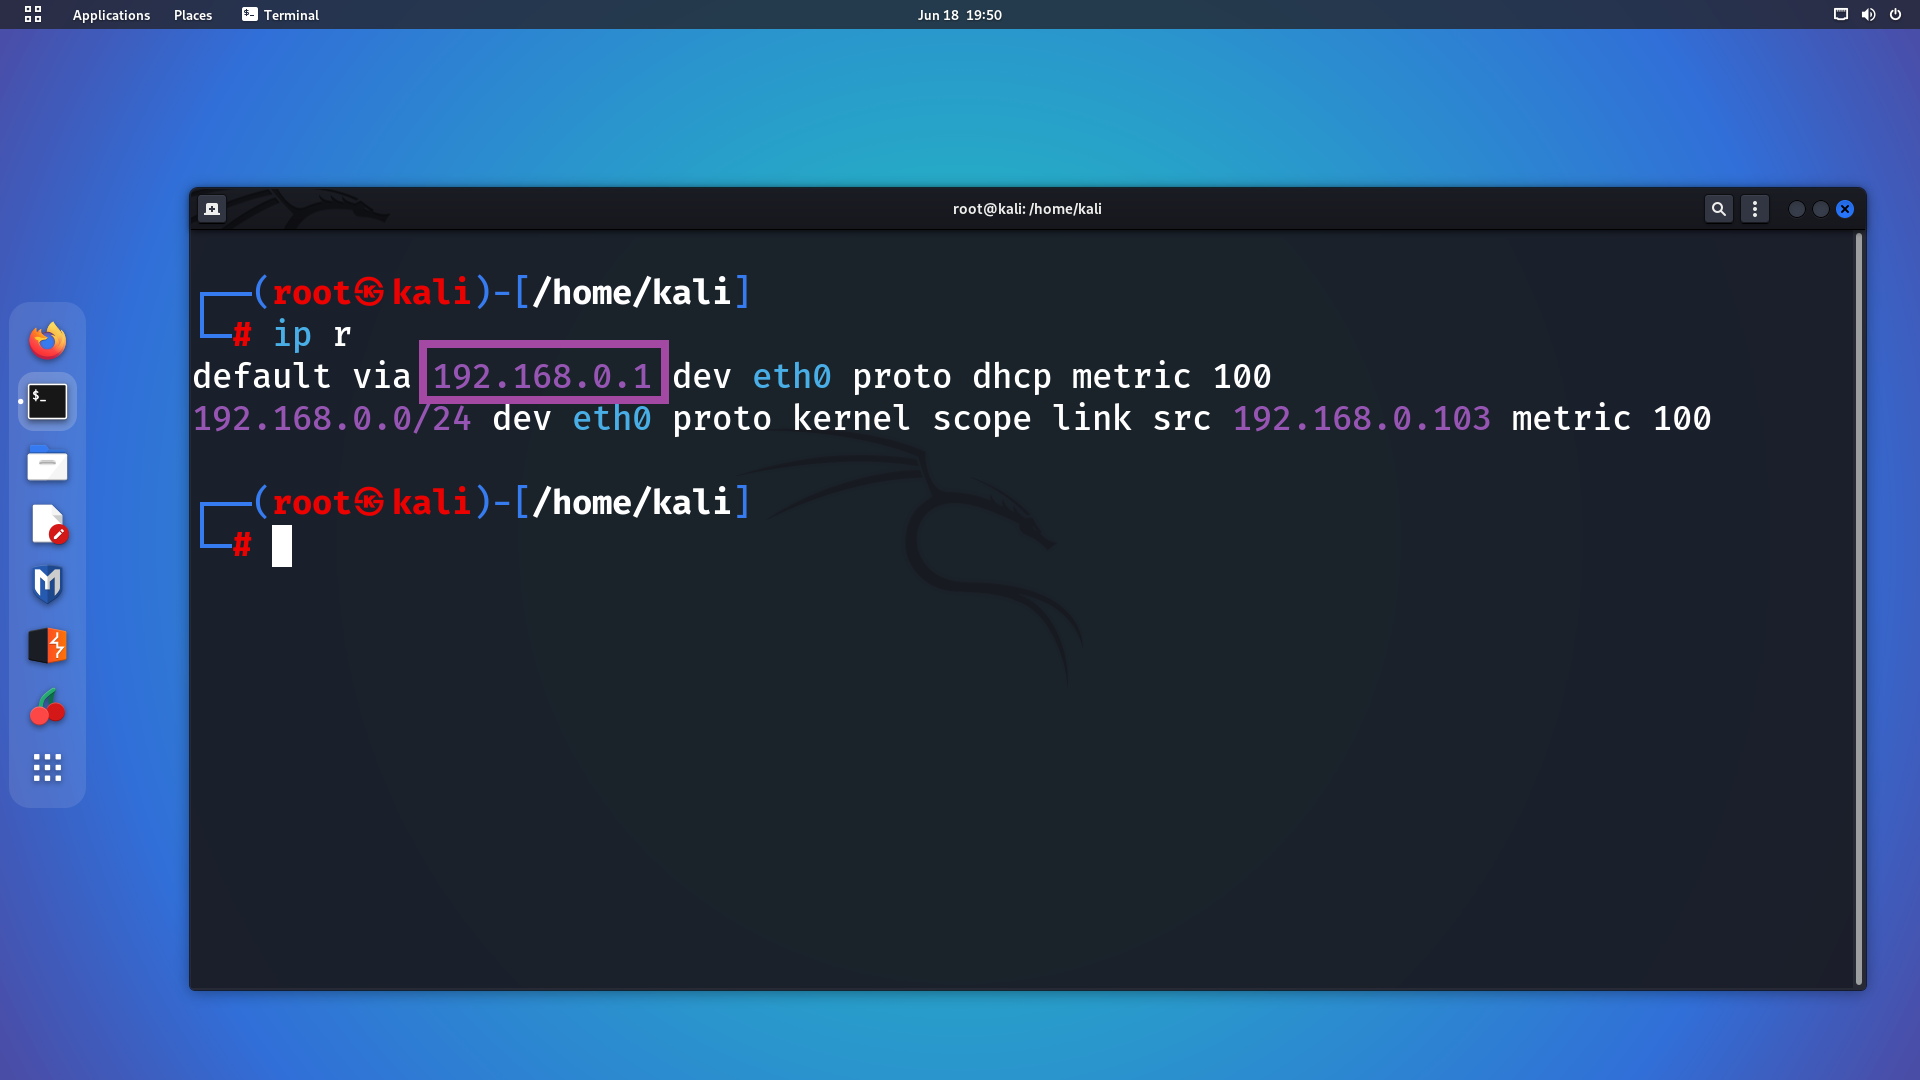 Applications Places Terminal Jun 18 19:50
root@kali: /home/kali
┌──(root㉿kali)-[/home/kali]
└─# ip r
default via 192.168.0.1 dev eth0 proto dhcp metric 100
192.168.0.0/24 dev eth0 proto kernel scope link src 192.168.0.103 metric 100
┌──(root㉿kali)-[/home/kali]
└─#